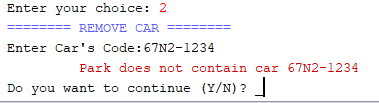 Enter your choice: 2
======== REMOVE CAR ========
Enter Car's Code:67N2-1234
Park does not contain car 67N2-1234
Do you want to continue (Y/N)? _